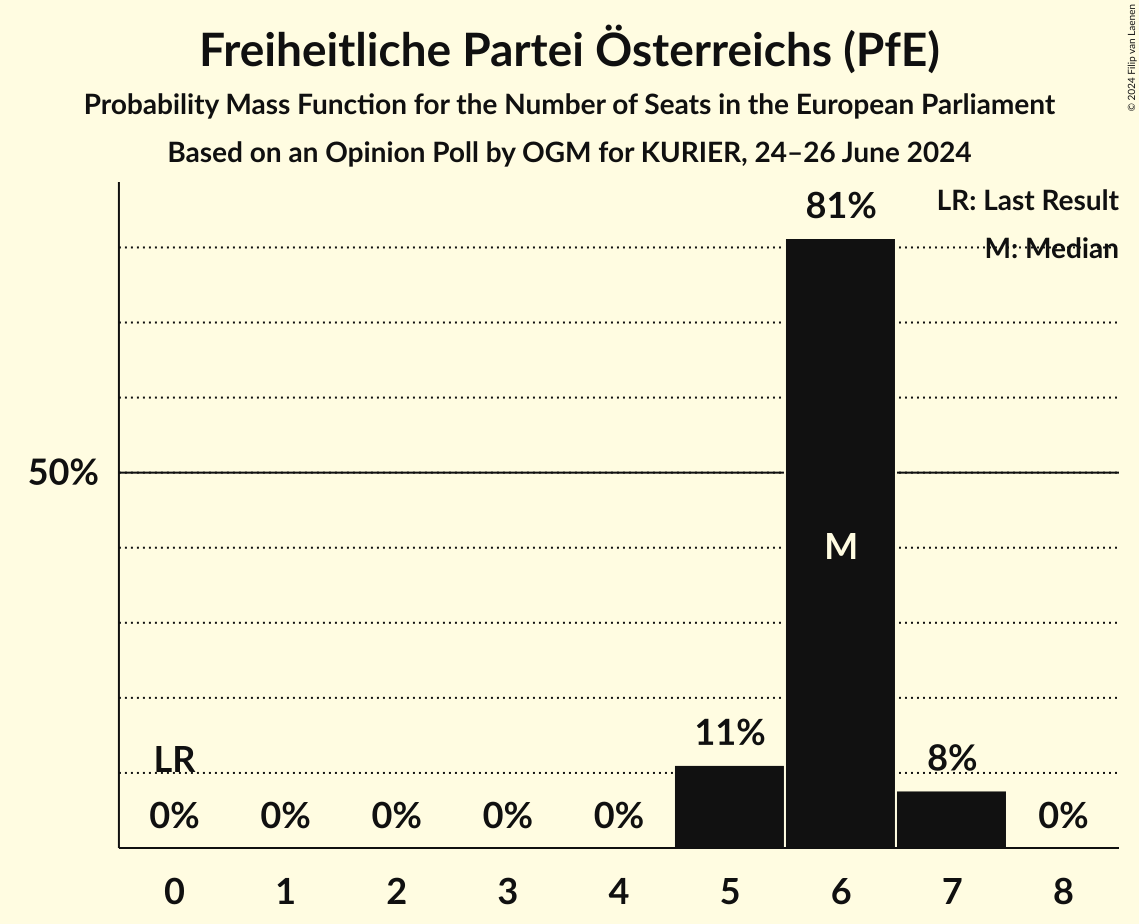 Freiheitliche Partei Österreichs (PfE)
Probability Mass Function for the Number of Seats in the European Parliament
Based on an Opinion Poll by OGM for KURIER, 24–26 June 2024
© 2024 Filip van Laenen
LR: Last Result
M: Median
81%
50%
M
11%
LR
8%
0% 0% 0% 0% 0% 0%
0 1 2 3 4 5 6 7 8